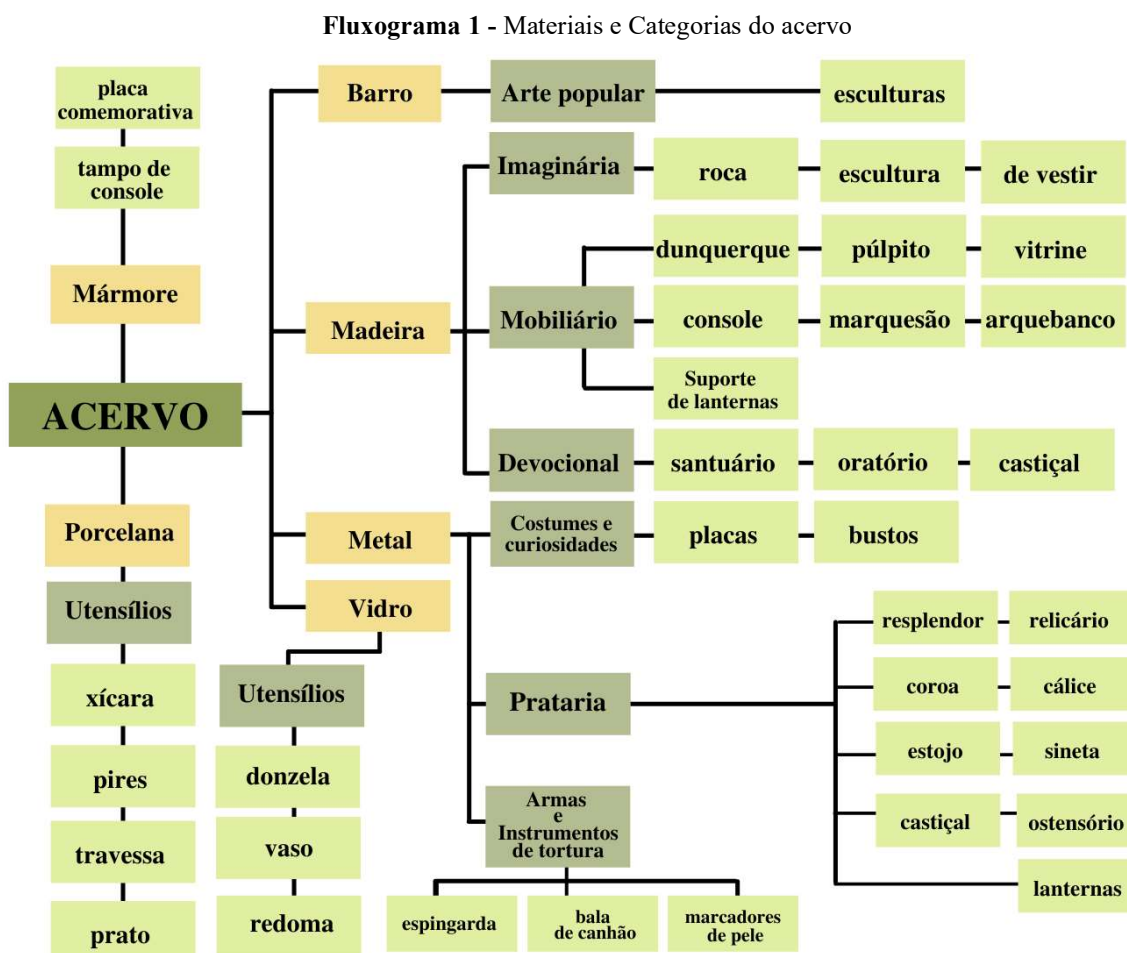 Fluxograma 1 - Materiais e Categorias do acervo
placa
comemorativa
tampo de
console
Mármore
ACERVO
Porcelana
Utensílios
xícara
pires
travessa
prato
Barro
Arte popular
esculturas
Madeira
Imaginária
roca
escultura
de vestir
Mobiliário
dunquerque
púlpito
vitrine
console
marquesão
arquebanco
Suporte
de lanternas
Devocional
santuário
oratório
castiçal
Metal
Costumes e
curiosidades
placas
bustos
Prataria
resplendor
relicário
coroa
cálice
estojo
sineta
castiçal
ostensório
lanternas
Armas
e
Instrumentos
de tortura
espingarda
bala
de canhão
marcadores
de pele
Vidro
Utensílios
donzela
vaso
redoma